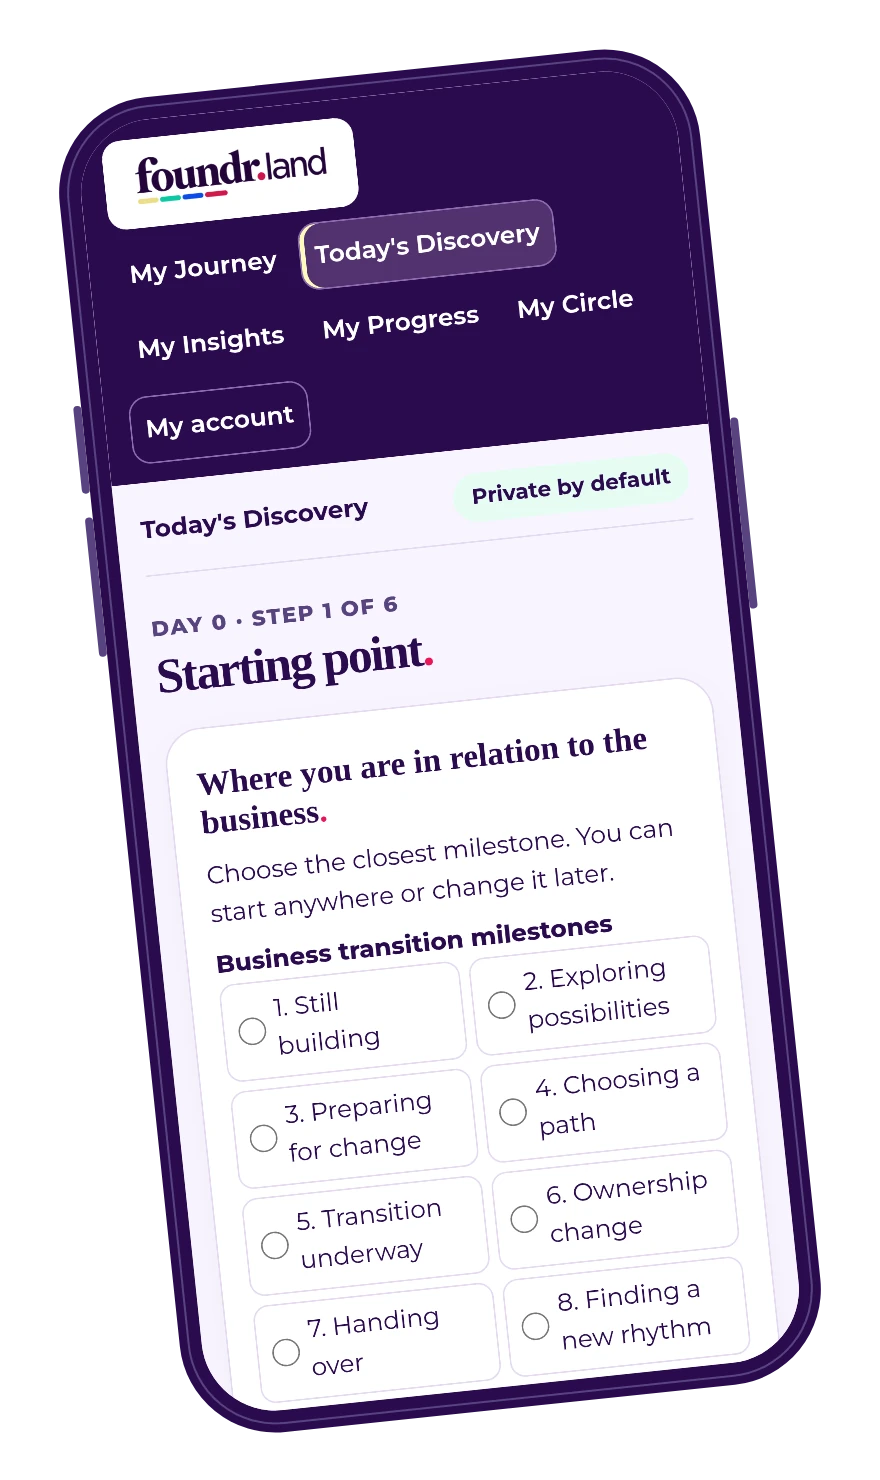 foundr.land
My Journey
Today's Discovery
My Insights
My Progress
My Circle
My account
Today's Discovery
Private by default
DAY 0 · STEP 1 OF 6
Starting point.
Where you are in relation to the
business.
Choose the closest milestone. You can
start anywhere or change it later.
Business transition milestones
1. Still
building
2. Exploring
possibilities
3. Preparing
for change
4. Choosing a
path
5. Transition
underway
6. Ownership
change
7. Handing
over
8. Finding a
new rhythm